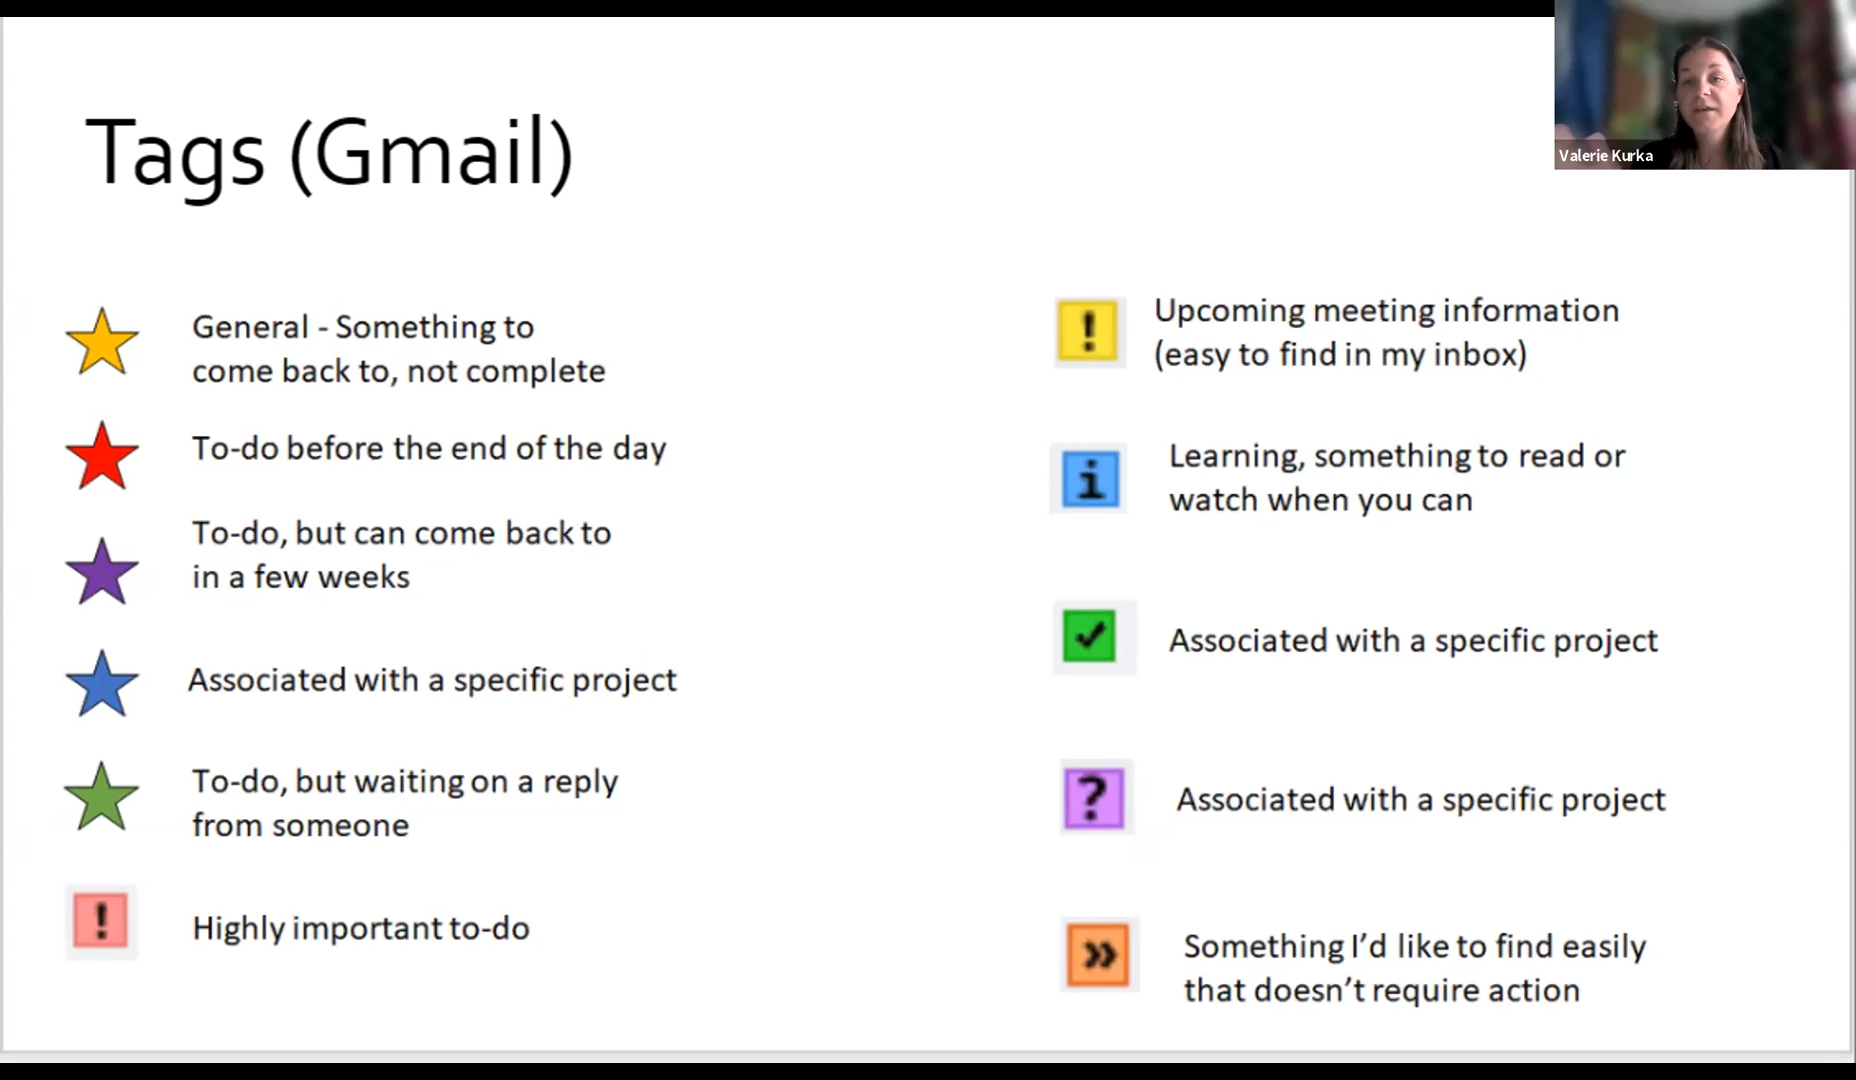 Tags (Gmail)
Valerie Kurka
General - Something to
come back to, not complete
To-do before the end of the day
To-do, but can come back to
in a few weeks
Associated with a specific project
To-do, but waiting on a reply
from someone
! Highly important to-do
! Upcoming meeting information
(easy to find in my inbox)
i Learning, something to read or
watch when you can
✓ Associated with a specific project
? Associated with a specific project
» Something I’d like to find easily
that doesn’t require action